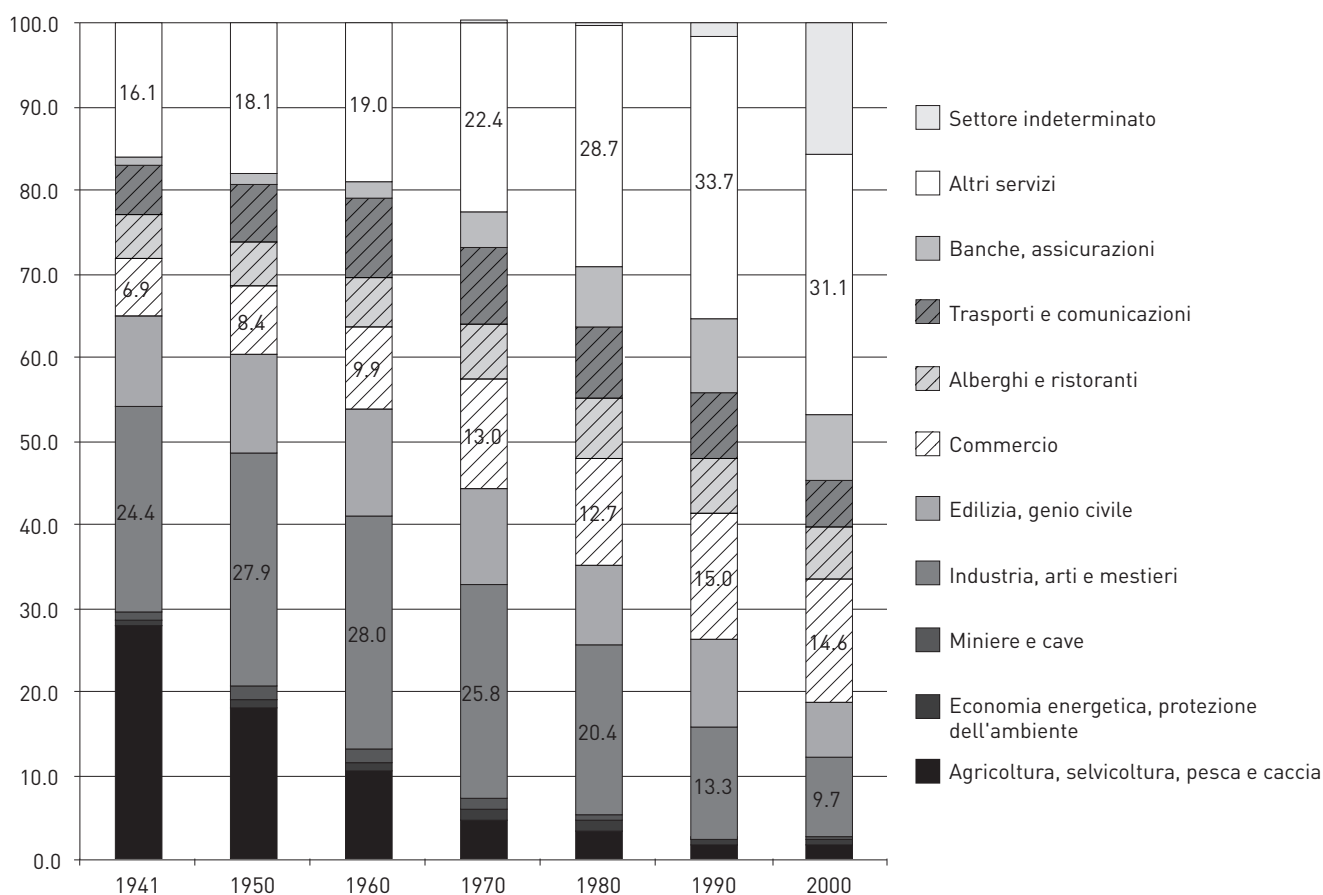 100.0
90.0
80.0
70.0
60.0
50.0
40.0
30.0
20.0
10.0
0.0
16.1
6.9
24.4
18.1
8.4
27.9
19.0
9.9
28.0
22.4
13.0
25.8
28.7
12.7
20.4
33.7
15.0
13.3
31.1
14.6
9.7
1941 1950 1960 1970 1980 1990 2000
Settore indeterminato
Altri servizi
Banche, assicurazioni
Trasporti e comunicazioni
Alberghi e ristoranti
Commercio
Edilizia, genio civile
Industria, arti e mestieri
Miniere e cave
Economia energetica, protezione
dell'ambiente
Agricoltura, selvicoltura, pesca e caccia